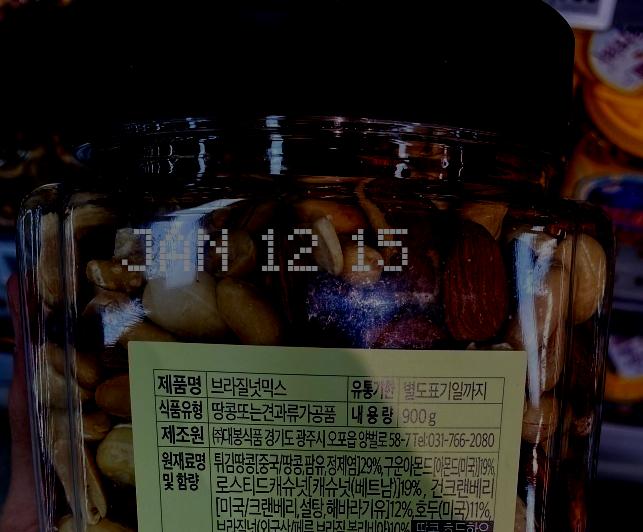 JAN 12 15
제품명 브라질넛믹스 유통기한 별도표기일까지
식품유형 땅콩또는견과류가공품 내용량 900g
제조원 ㈜대봉식품 경기도 광주시 오포읍 양벌로 58-7 Tel:031-766-2080
원재료명 및 함량 튀김땅콩[중국/땅콩,팜유,정제염]29%, 구운아몬드[아몬드(미국)]19%,
로스티드캐슈넛[캐슈넛(베트남)]19%, 건크랜베리
[미국/크랜베리,설탕,해바라기유]12%, 호두(미국)11%,